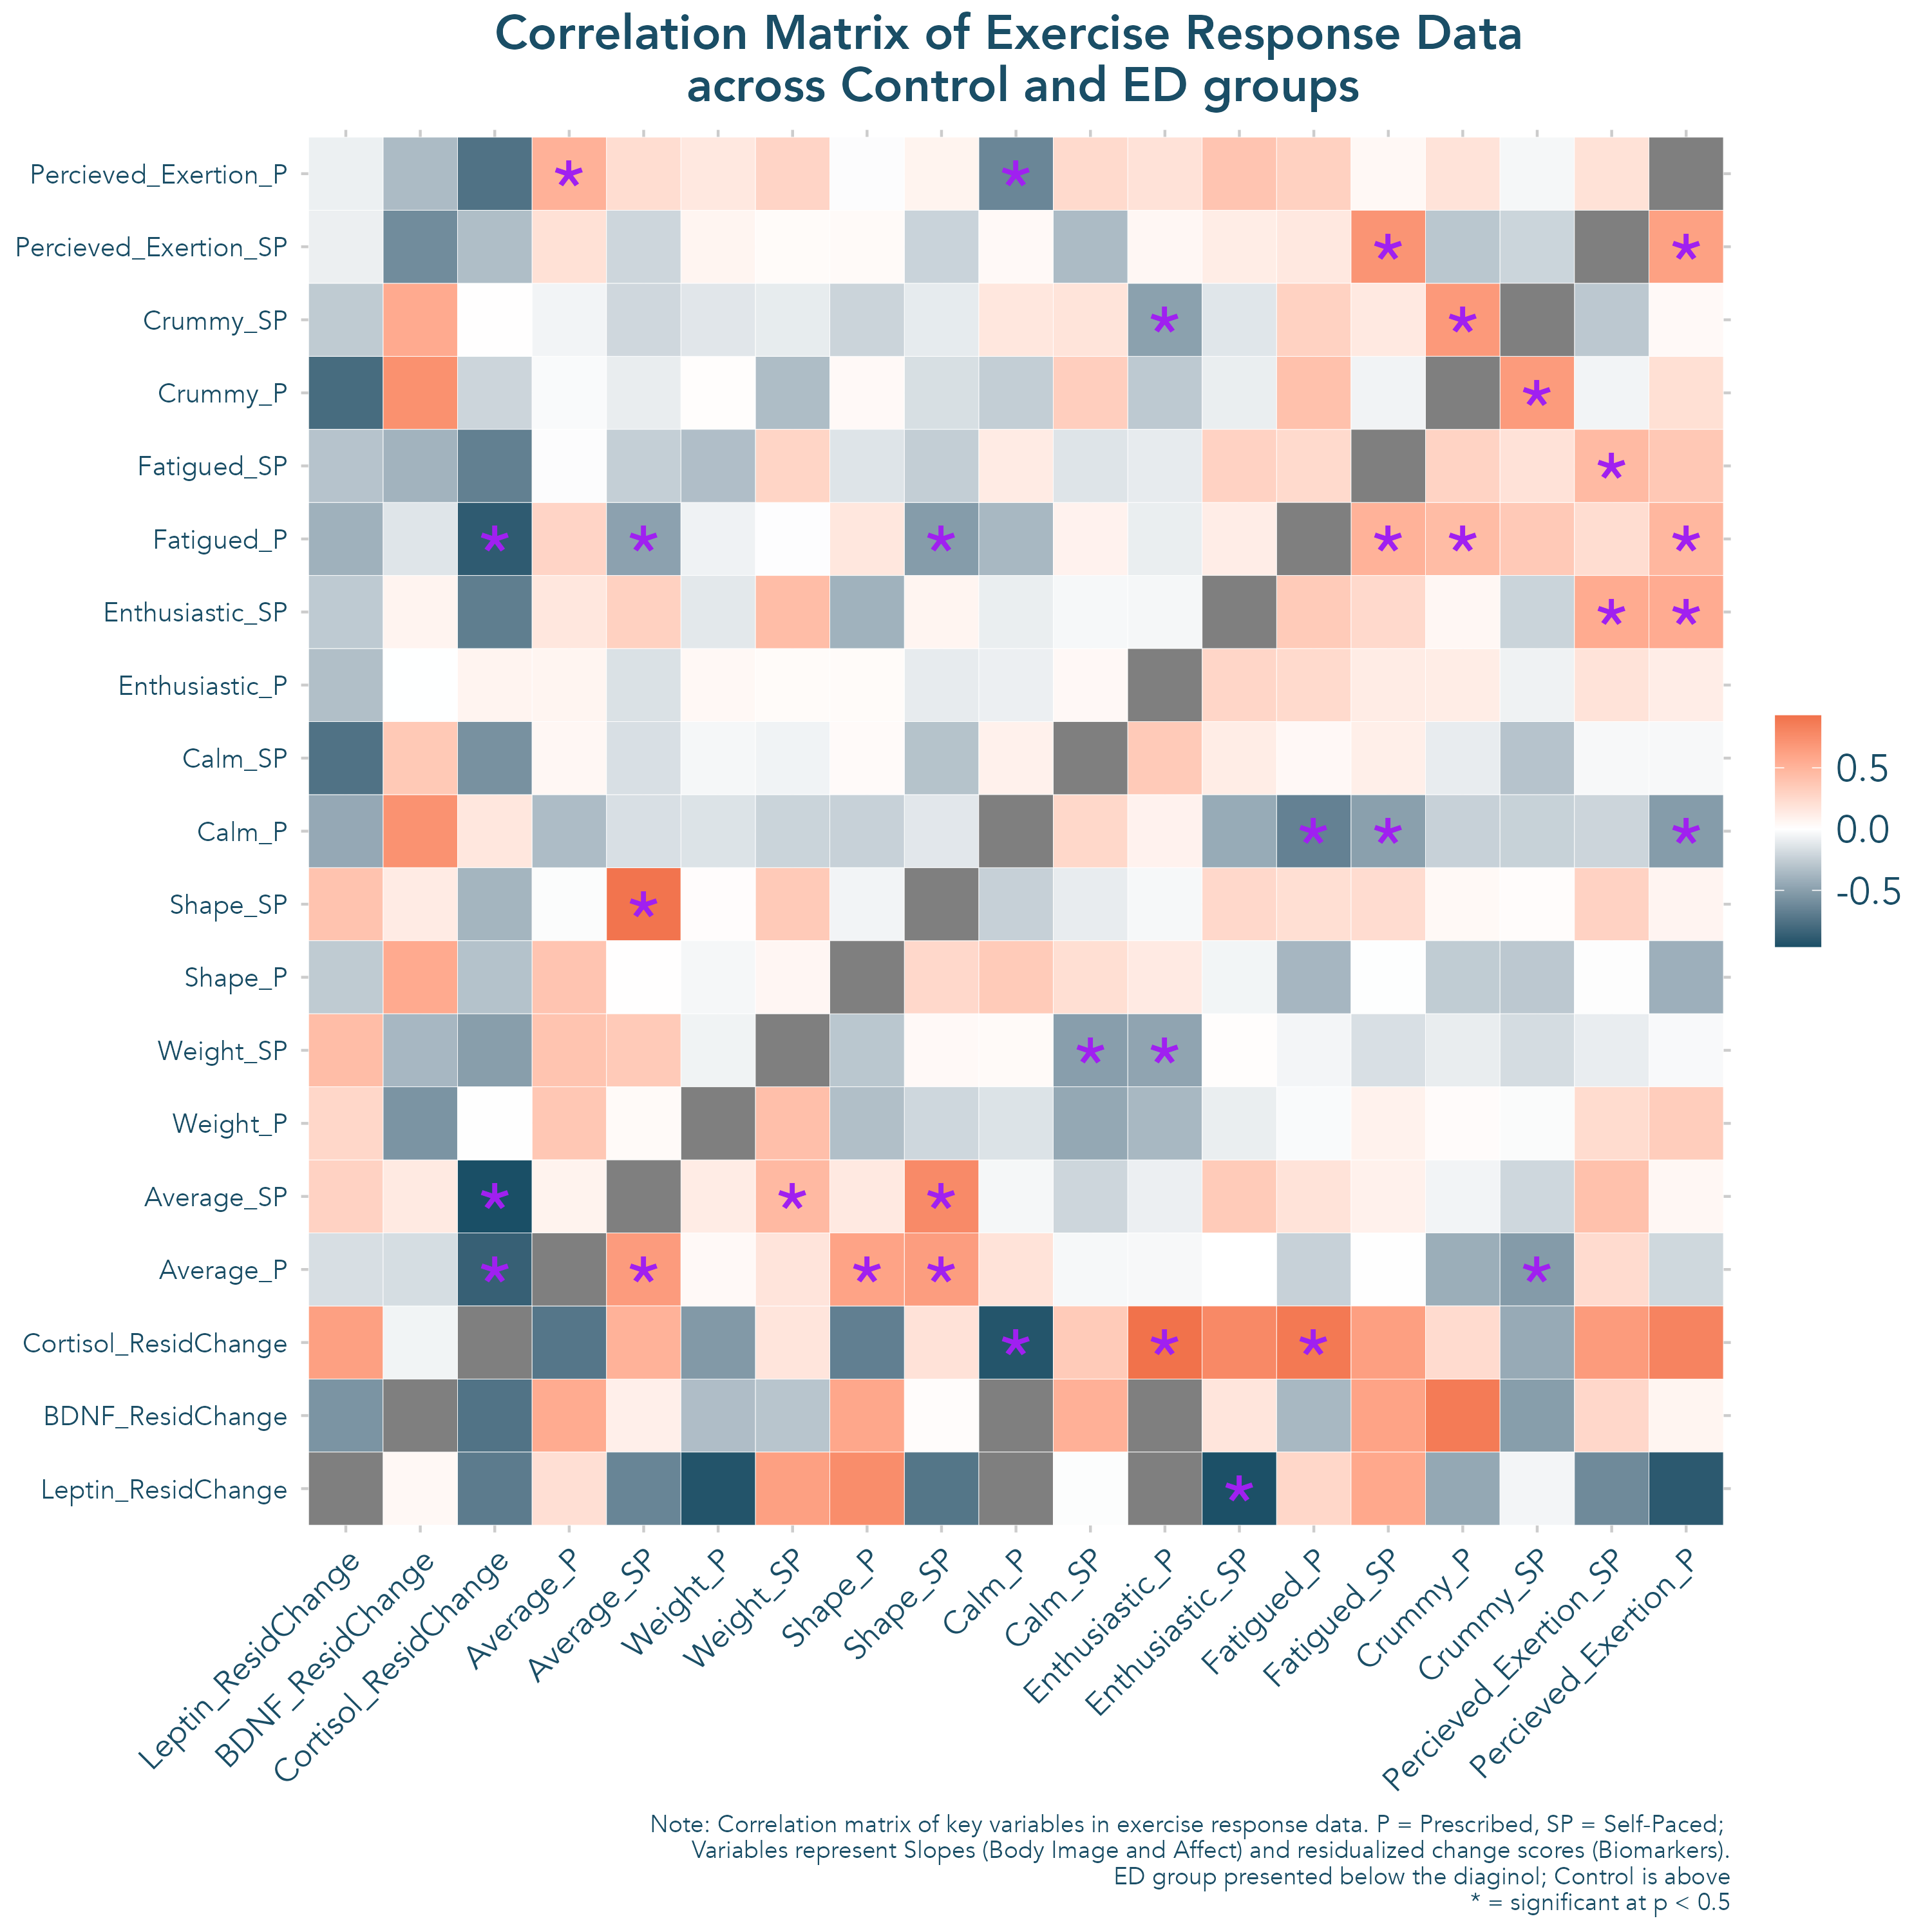 Correlation Matrix of Exercise Response Data
across Control and ED groups
Percieved_Exertion_P
* *
Percieved_Exertion_SP
* *
Crummy_SP
* *
Crummy_P
*
Fatigued_SP
*
Fatigued_P
* * * * * *
Enthusiastic_SP
* *
Enthusiastic_P
Calm_SP
Calm_P
* * *
Shape_SP
*
Shape_P
Weight_SP
* *
Weight_P
Average_SP
* * *
Average_P
* * * * *
Cortisol_ResidChange
* * *
BDNF_ResidChange
Leptin_ResidChange
*
0.5
0.0
-0.5
Leptin_ResidChange
BDNF_ResidChange
Cortisol_ResidChange
Average_P
Average_SP
Weight_P
Weight_SP
Shape_P
Shape_SP
Calm_P
Calm_SP
Enthusiastic_P
Enthusiastic_SP
Fatigued_P
Fatigued_SP
Crummy_P
Crummy_SP
Percieved_Exertion_SP
Percieved_Exertion_P
Note: Correlation matrix of key variables in exercise response data. P = Prescribed, SP = Self-Paced;
Variables represent Slopes (Body Image and Affect) and residualized change scores (Biomarkers).
ED group presented below the diaginol; Control is above
* = significant at p < 0.5